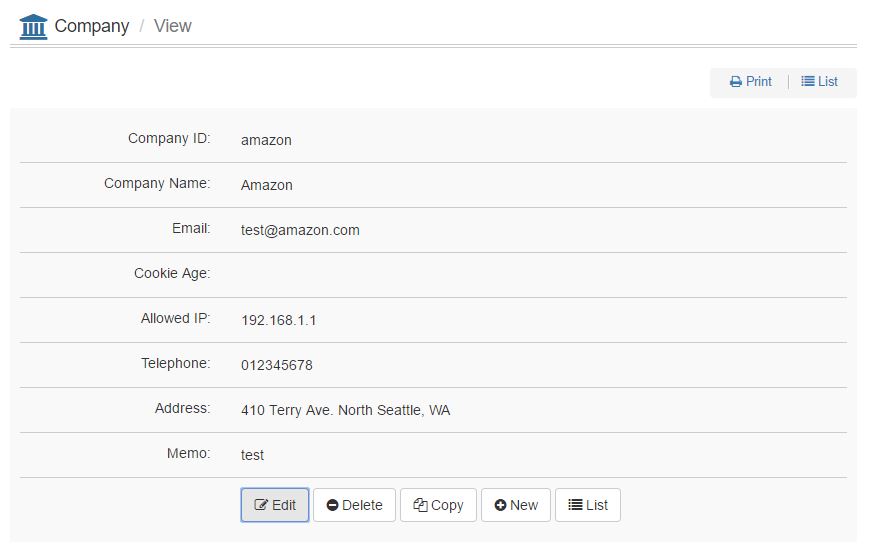 Company / View
Print | List
Company ID: amazon
Company Name: Amazon
Email: test@amazon.com
Cookie Age:
Allowed IP: 192.168.1.1
Telephone: 012345678
Address: 410 Terry Ave. North Seattle, WA
Memo: test
Edit Delete Copy New List